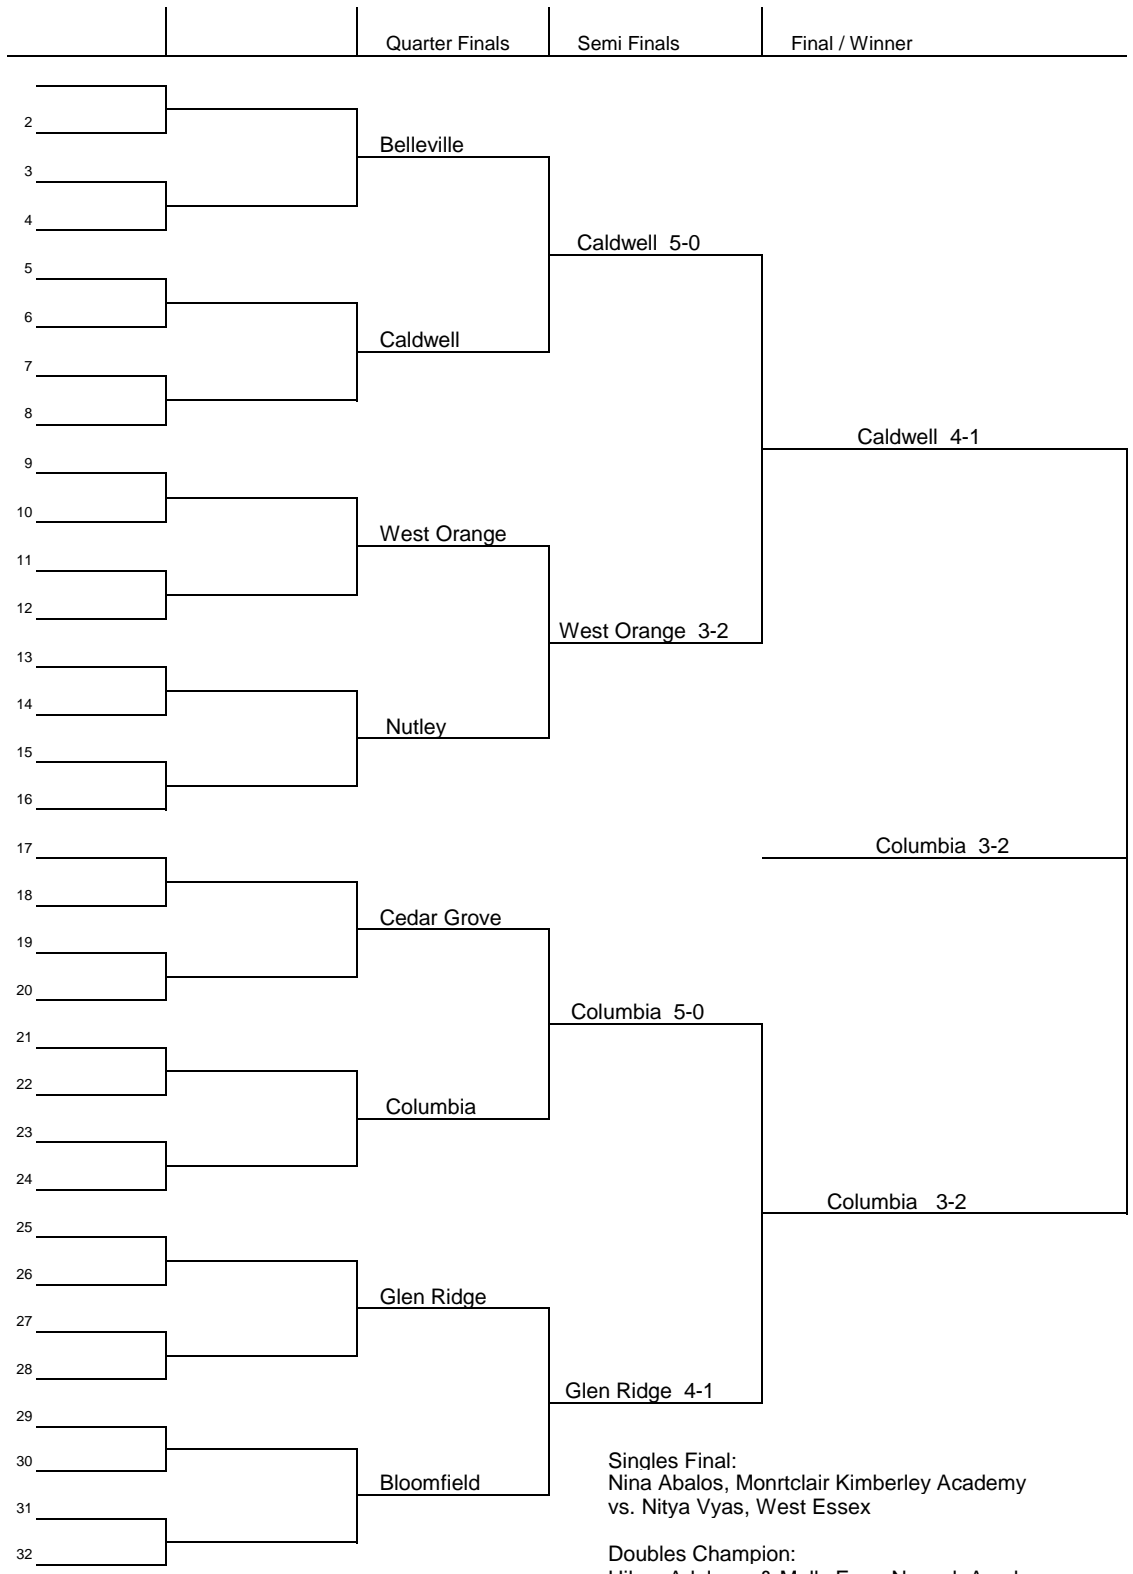 Quarter Finals Semi Finals Final / Winner
2
Belleville
3
4
Caldwell 5-0
5
6
Caldwell
7
8
Caldwell 4-1
9
10
West Orange
11
12
West Orange 3-2
13
14
Nutley
15
16
Columbia 3-2
17
18
Cedar Grove
19
20
Columbia 5-0
21
22
Columbia
23
24
Columbia 3-2
25
26
Glen Ridge
27
28
Glen Ridge 4-1
29
30
Singles Final:
Bloomfield
Nina Abalos, Monrtclair Kimberley Academy
31
vs. Nitya Vyas, West Essex
32
Doubles Champion: